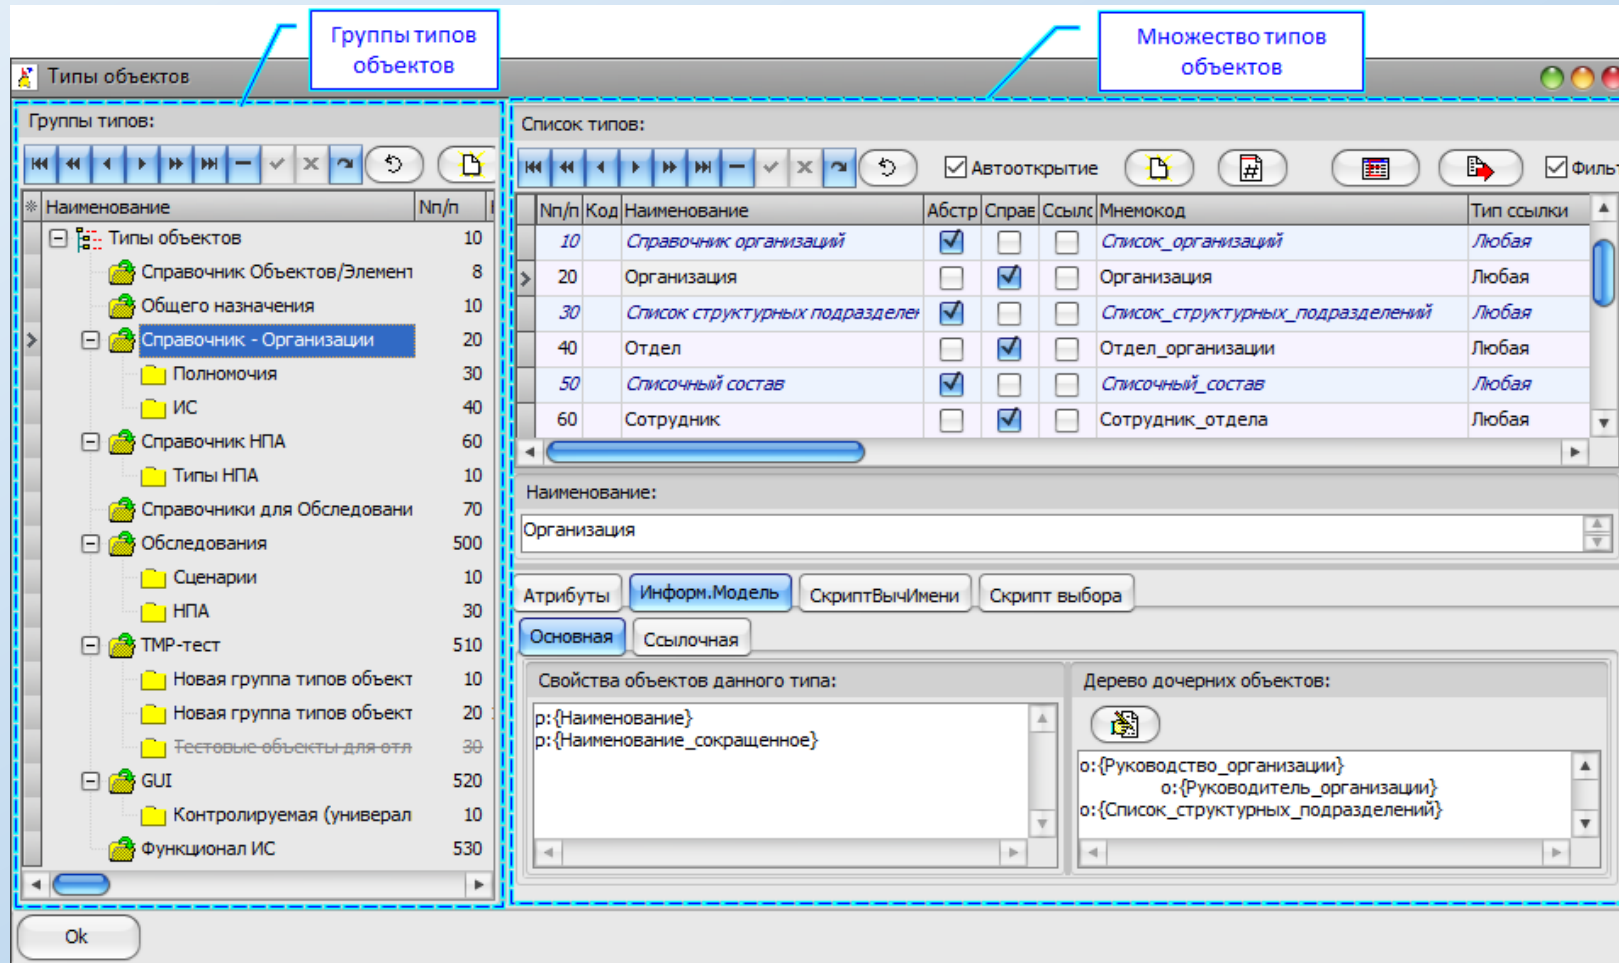 Группы типов
объектов
Множество типов
объектов
Типы объектов
Группы типов:
Наименование Nп/п
Типы объектов 10
Справочник Объектов/Элемент 8
Общего назначения 10
Справочник - Организации 20
Полномочия 30
ИС 40
Справочник НПА 60
Типы НПА 10
Справочники для Обследовани 70
Обследования 500
Сценарии 10
НПА 30
TMP-тест 510
Новая группа типов объект 10
Новая группа типов объект 20
Тестовые объекты для отл 30
GUI 520
Контролируемая (универал 10
Функционал ИС 530
Ok
Список типов:
Автооткрытие # Фильт
Nп/п Код Наименование Абстр Справ Ссылс Мнемокод Тип ссылки
10 Справочник организаций Список_организаций Любая
20 Организация Организация Любая
30 Список структурных подразделен Список_структурных_подразделений Любая
40 Отдел Отдел_организации Любая
50 Списочный состав Списочный_состав Любая
60 Сотрудник Сотрудник_отдела Любая
Наименование:
Организация
Атрибуты Информ.Модель СкриптВычИмени Скрипт выбора
Основная Ссылочная
Свойства объектов данного типа:
p:{Наименование}
p:{Наименование_сокращенное}
Дерево дочерних объектов:
o:{Руководство_организации}
o:{Руководитель_организации}
o:{Список_структурных_подразделений}